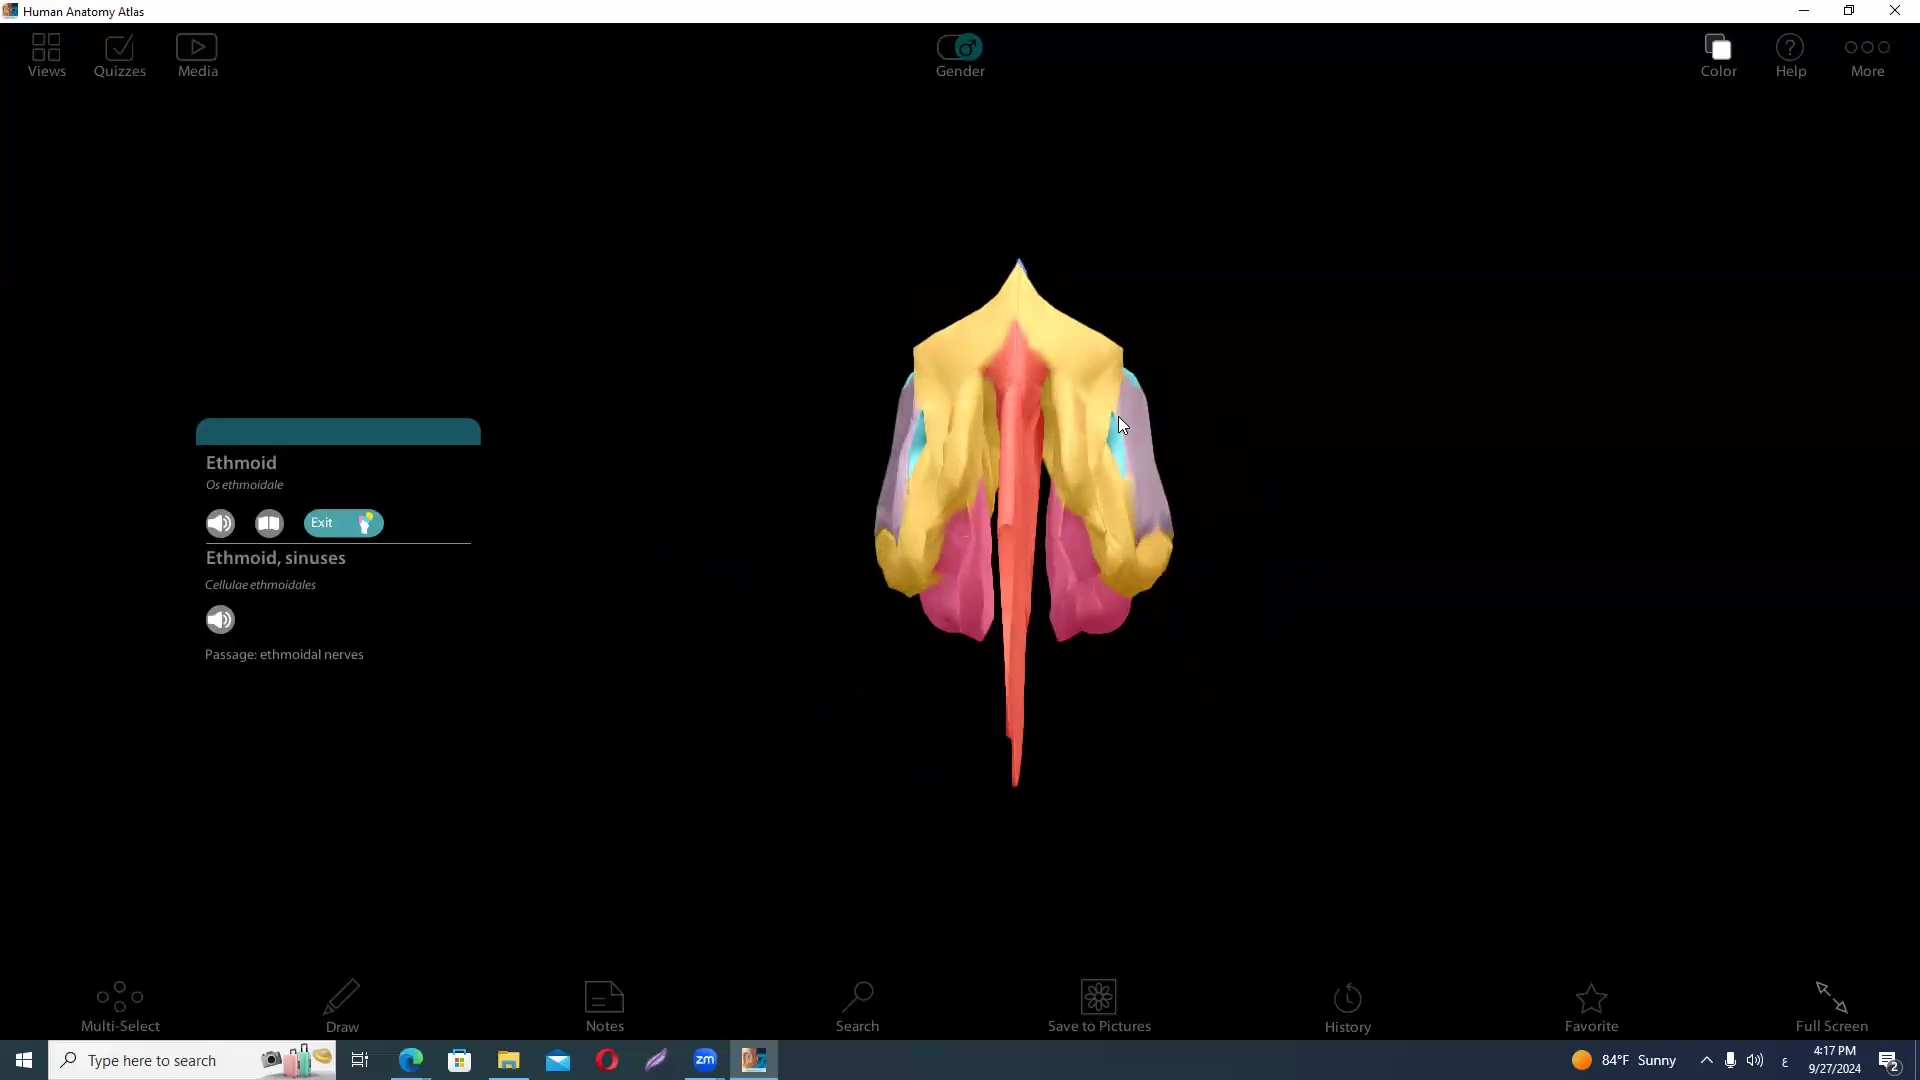 Human Anatomy Atlas
Views
Quizzes
Media
Gender
Color
Help
More
Ethmoid
Os ethmoidale
Exit
Ethmoid, sinuses
Cellulae ethmoidales
Passage: ethmoidal nerves
Multi-Select
Draw
Notes
Search
Save to Pictures
History
Favorite
Full Screen
Type here to search
zm
84°F Sunny
ع
4:17 PM
9/27/2024
2